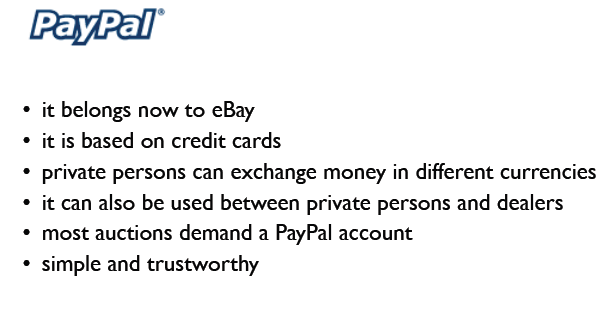 PayPal®
• it belongs now to eBay
• it is based on credit cards
• private persons can exchange money in different currencies
• it can also be used between private persons and dealers
• most auctions demand a PayPal account
• simple and trustworthy